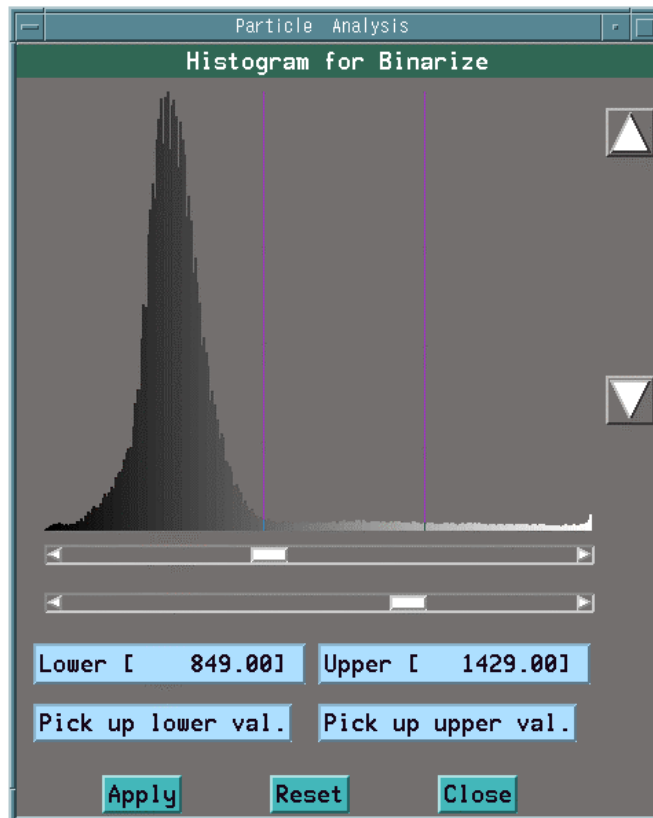 Particle Analysis
Histogram for Binarize
Lower [ 849.00] Upper [ 1429.00]
Pick up lower val. Pick up upper val.
Apply Reset Close